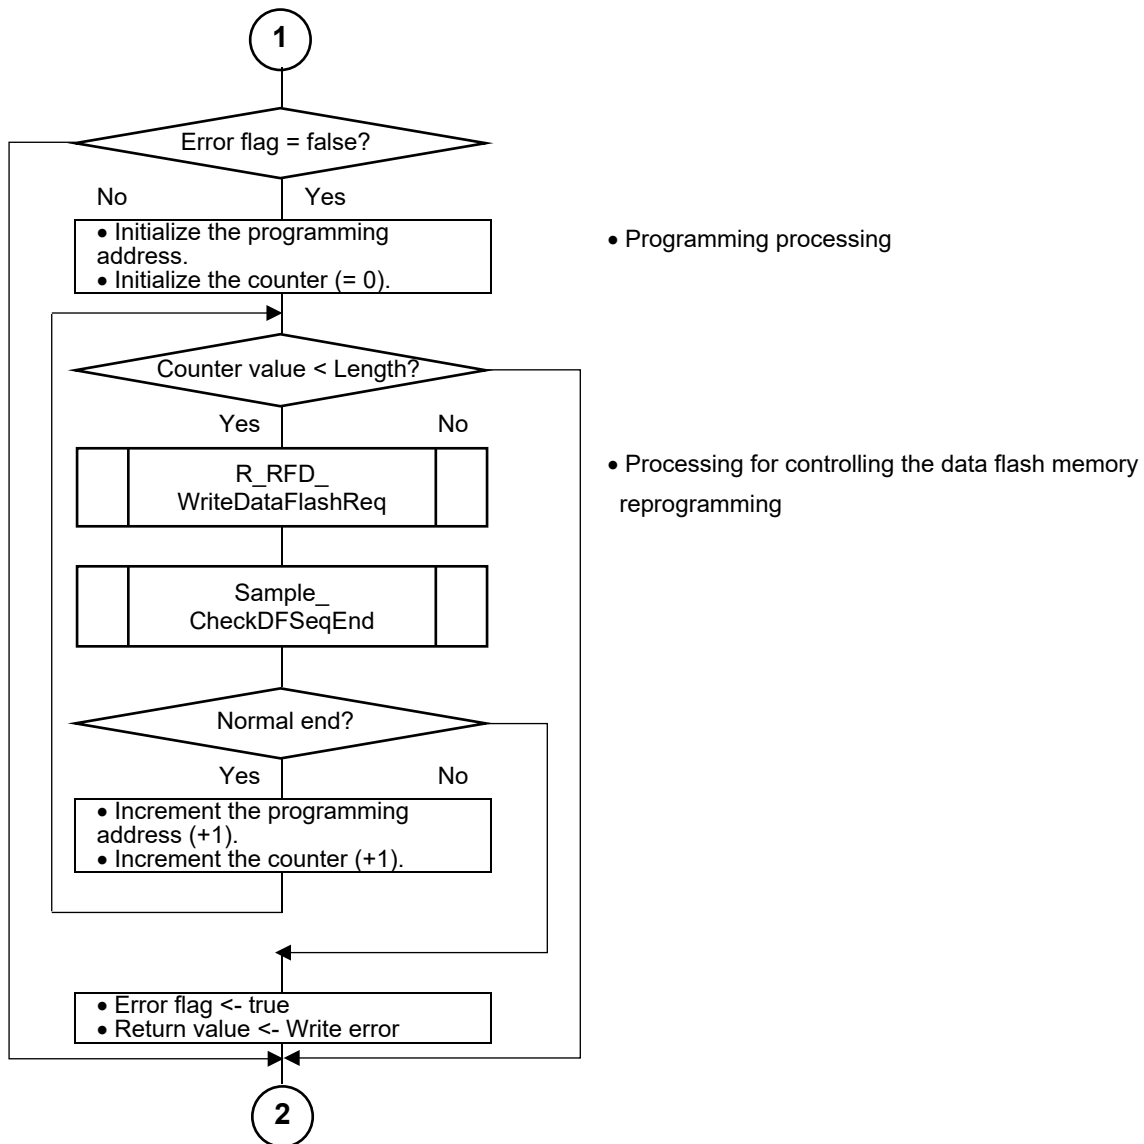 1
Error flag = false?
No
Yes
• Initialize the programming
address.
• Initialize the counter (= 0).
• Programming processing
Counter value < Length?
Yes
No
R_RFD_
WriteDataFlashReq
• Processing for controlling the data flash memory
reprogramming
Sample_
CheckDFSeqEnd
Normal end?
Yes
No
• Increment the programming
address (+1).
• Increment the counter (+1).
• Error flag <- true
• Return value <- Write error
2